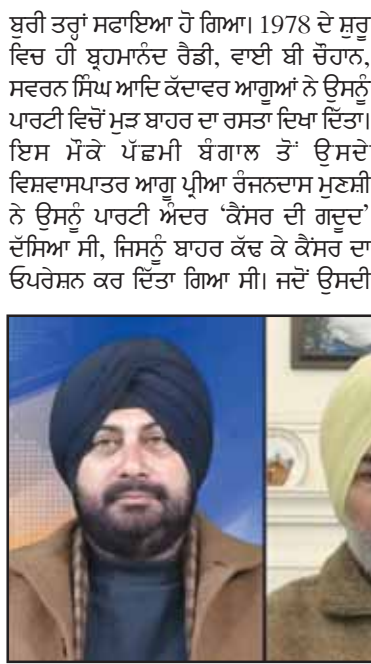 ਬੁਰੀ ਤਰ੍ਹਾਂ ਸਫਾਇਆ ਹੋ ਗਿਆ। 1978 ਦੇ ਸ਼ੁਰੂ
ਵਿਚ ਹੀ ਬ੍ਰਹਮਾਨੰਦ ਰੈਡੀ, ਵਾਈ ਬੀ ਚੌਹਾਨ,
ਸਵਰਨ ਸਿੰਘ ਆਦਿ ਕੱਦਾਵਰ ਆਗੂਆਂ ਨੇ ਉਸਨੂੰ
ਪਾਰਟੀ ਵਿਚੋਂ ਮੁੜ ਬਾਹਰ ਦਾ ਰਸਤਾ ਦਿਖਾ ਦਿੱਤਾ।
ਇਸ ਮੌਕੇ ਪੱਛਮੀ ਬੰਗਾਲ ਤੋਂ ਉਸਦੇ
ਵਿਸ਼ਵਾਸਪਾਤਰ ਆਗੂ ਪ੍ਰੀਆ ਰੰਜਨਦਾਸ ਮੁਣਸ਼ੀ
ਨੇ ਉਸਨੂੰ ਪਾਰਟੀ ਅੰਦਰ ‘ਕੈਂਸਰ ਦੀ ਗਦੂਦ’
ਦੱਸਿਆ ਸੀ, ਜਿਸਨੂੰ ਬਾਹਰ ਕੱਢ ਕੇ ਕੈਂਸਰ ਦਾ
ਓਪਰੇਸ਼ਨ ਕਰ ਦਿੱਤਾ ਗਿਆ ਸੀ। ਜਦੋਂ ਉਸਦੀ